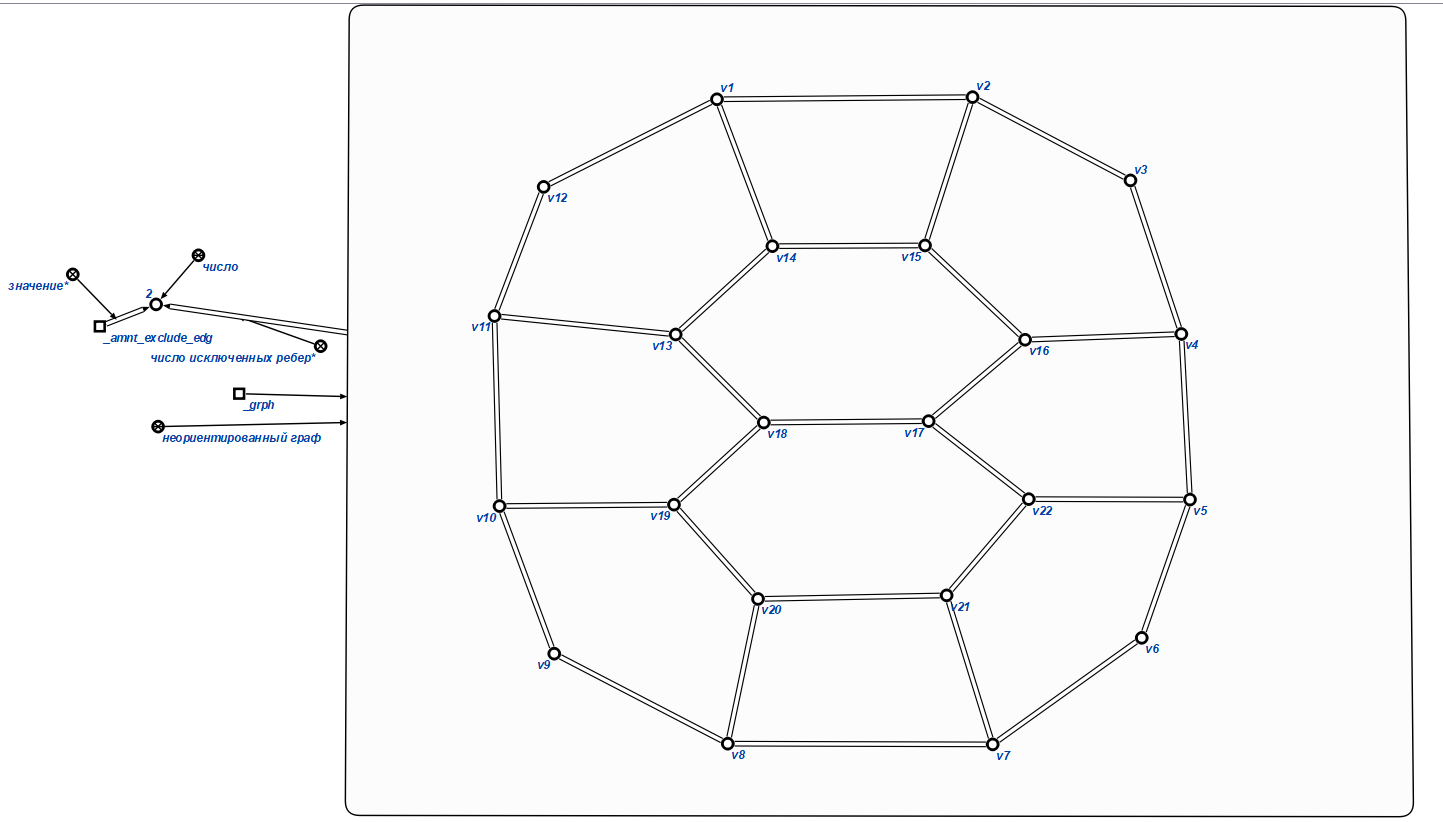 v1
v2
v3
v12
число
v14
v15
значение*
2
v11
_amnt_exclude_edg
v13
v16
v4
число исключенных ребер*
_grph
неориентированный граф
v18
v17
v10
v19
v22
v5
v20
v21
v9
v6
v8
v7